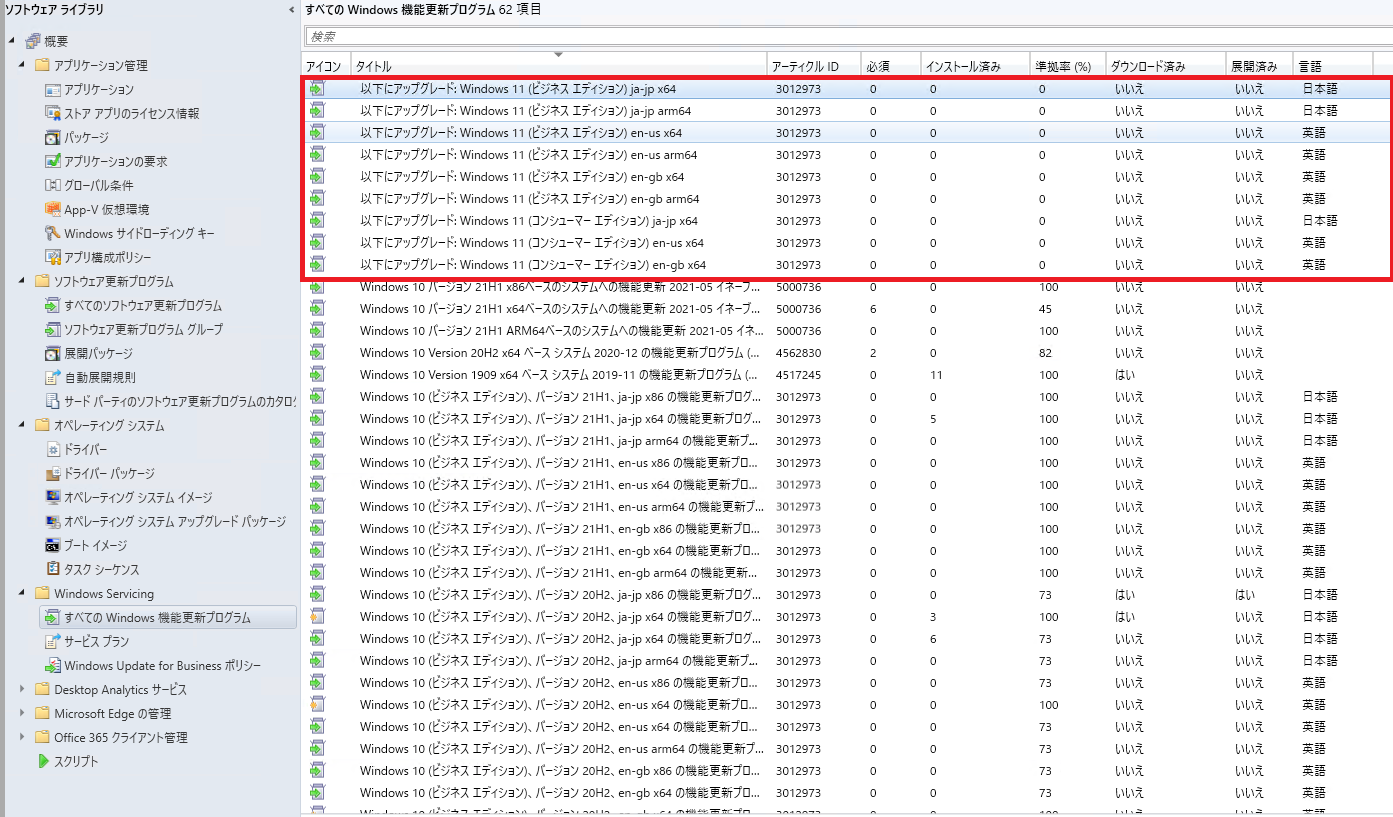 ソフトウェア ライブラリ
概要
アプリケーション管理
アプリケーション
ストア アプリのライセンス情報
パッケージ
アプリケーションの要求
グローバル条件
App-V 仮想環境
Windows サイドローディング キー
アプリ構成ポリシー
ソフトウェア更新プログラム
すべてのソフトウェア更新プログラム
ソフトウェア更新プログラム グループ
展開パッケージ
自動展開規則
サード パーティのソフトウェア更新プログラムのカタログ
オペレーティング システム
ドライバー
ドライバー パッケージ
オペレーティング システム イメージ
オペレーティング システム アップグレード パッケージ
ブート イメージ
タスク シーケンス
Windows Servicing
すべての Windows 機能更新プログラム
サービス プラン
Windows Update for Business ポリシー
Desktop Analytics サービス
Microsoft Edge の管理
Office 365 クライアント管理
スクリプト
すべての Windows 機能更新プログラム 62 項目
検索
アイコン タイトル アーティクル ID 必須 インストール済み 準拠率 (%) ダウンロード済み 展開済み 言語
以下にアップグレード: Windows 11 (ビジネス エディション) ja-jp x64 3012973 0 0 0 いいえ いいえ 日本語
以下にアップグレード: Windows 11 (ビジネス エディション) ja-jp arm64 3012973 0 0 0 いいえ いいえ 日本語
以下にアップグレード: Windows 11 (ビジネス エディション) en-us x64 3012973 0 0 0 いいえ いいえ 英語
以下にアップグレード: Windows 11 (ビジネス エディション) en-us arm64 3012973 0 0 0 いいえ いいえ 英語
以下にアップグレード: Windows 11 (ビジネス エディション) en-gb x64 3012973 0 0 0 いいえ いいえ 英語
以下にアップグレード: Windows 11 (ビジネス エディション) en-gb arm64 3012973 0 0 0 いいえ いいえ 英語
以下にアップグレード: Windows 11 (コンシューマー エディション) ja-jp x64 3012973 0 0 0 いいえ いいえ 日本語
以下にアップグレード: Windows 11 (コンシューマー エディション) en-us x64 3012973 0 0 0 いいえ いいえ 英語
以下にアップグレード: Windows 11 (コンシューマー エディション) en-gb x64 3012973 0 0 0 いいえ いいえ 英語
Windows 10 バージョン 21H1 x86ベースのシステムへの機能更新 2021-05 イネーブ... 5000736 0 0 100 いいえ いいえ
Windows 10 バージョン 21H1 x64ベースのシステムへの機能更新 2021-05 イネーブ... 5000736 6 0 45 いいえ いいえ
Windows 10 バージョン 21H1 ARM64ベースのシステムへの機能更新 2021-05 イネ... 5000736 0 0 100 いいえ いいえ
Windows 10 Version 20H2 x64 ベース システム 2020-12 の機能更新プログラム (... 4562830 2 0 82 いいえ いいえ
Windows 10 Version 1909 x64 ベース システム 2019-11 の機能更新プログラム (... 4517245 0 11 100 はい いいえ
Windows 10 (ビジネス エディション)、バージョン 21H1、ja-jp x86 の機能更新プログ... 3012973 0 0 100 いいえ いいえ 日本語
Windows 10 (ビジネス エディション)、バージョン 21H1、ja-jp x64 の機能更新プログ... 3012973 0 5 100 いいえ いいえ 日本語
Windows 10 (ビジネス エディション)、バージョン 21H1、ja-jp arm64 の機能更新プ... 3012973 0 0 100 いいえ いいえ 日本語
Windows 10 (ビジネス エディション)、バージョン 21H1、en-us x86 の機能更新プロ... 3012973 0 0 100 いいえ いいえ 英語
Windows 10 (ビジネス エディション)、バージョン 21H1、en-us x64 の機能更新プロ... 3012973 0 0 100 いいえ いいえ 英語
Windows 10 (ビジネス エディション)、バージョン 21H1、en-us arm64 の機能更新プ... 3012973 0 0 100 いいえ いいえ 英語
Windows 10 (ビジネス エディション)、バージョン 21H1、en-gb x86 の機能更新プロ... 3012973 0 0 100 いいえ いいえ 英語
Windows 10 (ビジネス エディション)、バージョン 21H1、en-gb x64 の機能更新プロ... 3012973 0 0 100 いいえ いいえ 英語
Windows 10 (ビジネス エディション)、バージョン 21H1、en-gb arm64 の機能更新... 3012973 0 0 100 いいえ いいえ 英語
Windows 10 (ビジネス エディション)、バージョン 20H2、ja-jp x86 の機能更新プログ... 3012973 0 0 73 はい はい 日本語
Windows 10 (ビジネス エディション)、バージョン 20H2、ja-jp x64 の機能更新プログ... 3012973 0 3 100 はい いいえ 日本語
Windows 10 (ビジネス エディション)、バージョン 20H2、ja-jp x64 の機能更新プログ... 3012973 0 6 73 いいえ いいえ 日本語
Windows 10 (ビジネス エディション)、バージョン 20H2、ja-jp arm64 の機能更新プ... 3012973 0 0 73 いいえ いいえ 日本語
Windows 10 (ビジネス エディション)、バージョン 20H2、en-us x86 の機能更新プロ... 3012973 0 0 73 いいえ いいえ 英語
Windows 10 (ビジネス エディション)、バージョン 20H2、en-us x64 の機能更新プロ... 3012973 0 0 100 いいえ いいえ 英語
Windows 10 (ビジネス エディション)、バージョン 20H2、en-us x64 の機能更新プロ... 3012973 0 0 73 いいえ いいえ 英語
Windows 10 (ビジネス エディション)、バージョン 20H2、en-us arm64 の機能更新プ... 3012973 0 0 73 いいえ いいえ 英語
Windows 10 (ビジネス エディション)、バージョン 20H2、en-gb x86 の機能更新プロ... 3012973 0 0 73 いいえ いいえ 英語
Windows 10 (ビジネス エディション)、バージョン 20H2、en-gb x64 の機能更新プロ... 3012973 0 0 73 いいえ いいえ 英語